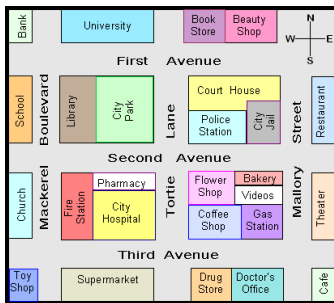 Bank
University
Book
Store
Beauty
Shop
N
W
E
S
First Avenue
School
Boulevard
Library
City
Park
Lane
Court House
Police
Station
City
Jail
Street
Restaurant
Second Avenue
Church
Mackerel
Fire
Station
Pharmacy
City
Hospital
Tortie
Flower
Shop
Bakery
Videos
Coffee
Shop
Gas
Station
Mallory
Theater
Third Avenue
Toy
Shop
Supermarket
Drug
Store
Doctor's
Office
Cafe